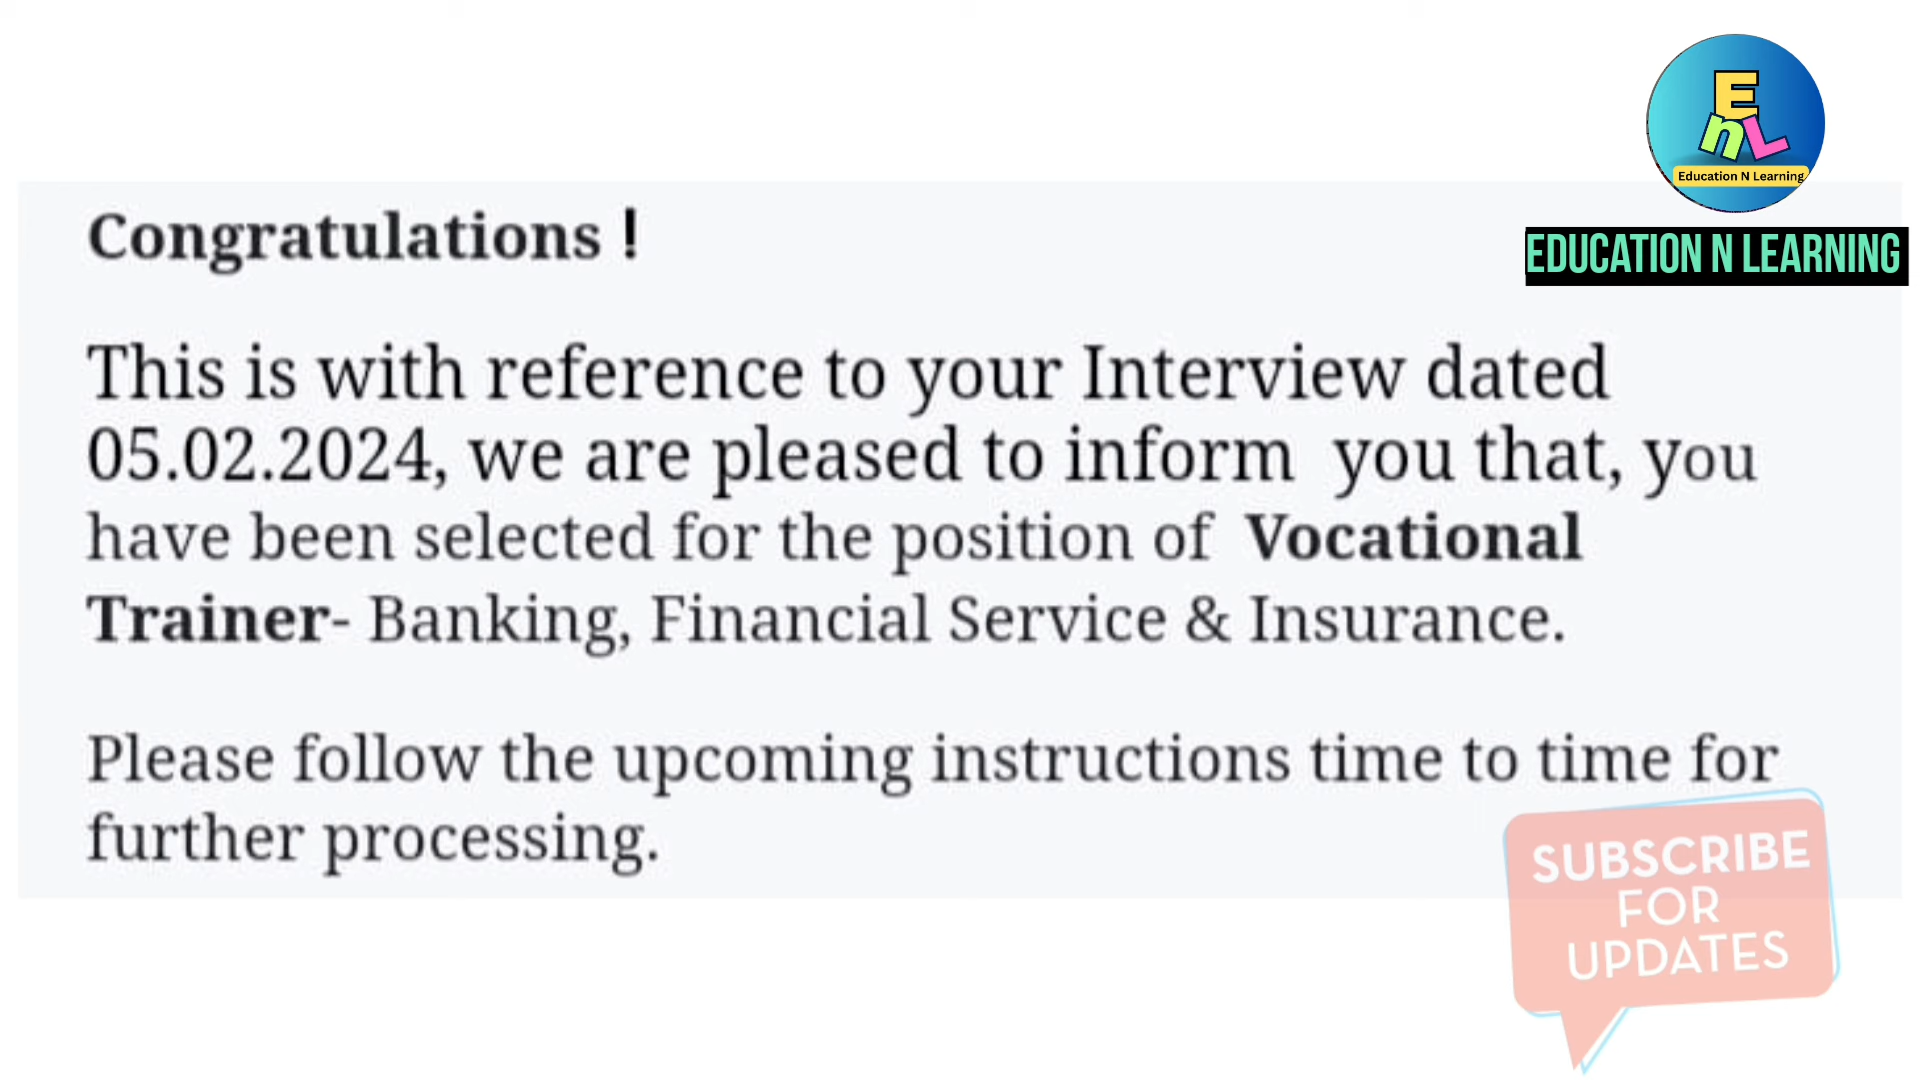 EnL
Education N Learning
EDUCATION N LEARNING
Congratulations !
This is with reference to your Interview dated
05.02.2024, we are pleased to inform  you that, you
have been selected for the position of  Vocational
Trainer- Banking, Financial Service & Insurance.
Please follow the upcoming instructions time to time for
further processing.
SUBSCRIBE
FOR
UPDATES